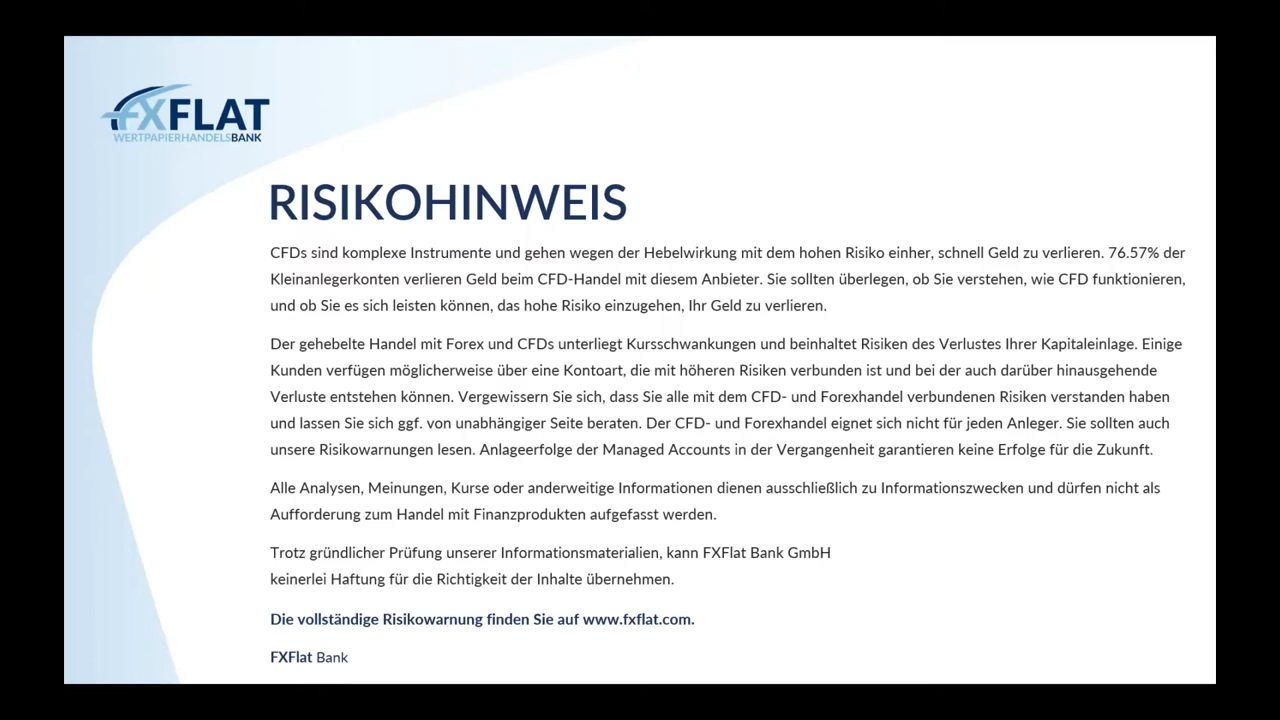 FXFLAT
WERTPAPIERHANDELSBANK
RISIKOHINWEIS
CFDs sind komplexe Instrumente und gehen wegen der Hebelwirkung mit dem hohen Risiko einher, schnell Geld zu verlieren. 76.57% der
Kleinanlegerkonten verlieren Geld beim CFD-Handel mit diesem Anbieter. Sie sollten überlegen, ob Sie verstehen, wie CFD funktionieren,
und ob Sie es sich leisten können, das hohe Risiko einzugehen, Ihr Geld zu verlieren.
Der gehebelte Handel mit Forex und CFDs unterliegt Kursschwankungen und beinhaltet Risiken des Verlustes Ihrer Kapitaleinlage. Einige
Kunden verfügen möglicherweise über eine Kontoart, die mit höheren Risiken verbunden ist und bei der auch darüber hinausgehende
Verluste entstehen können. Vergewissern Sie sich, dass Sie alle mit dem CFD- und Forexhandel verbundenen Risiken verstanden haben
und lassen Sie sich ggf. von unabhängiger Seite beraten. Der CFD- und Forexhandel eignet sich nicht für jeden Anleger. Sie sollten auch
unsere Risikowarnungen lesen. Anlageerfolge der Managed Accounts in der Vergangenheit garantieren keine Erfolge für die Zukunft.
Alle Analysen, Meinungen, Kurse oder anderweitige Informationen dienen ausschließlich zu Informationszwecken und dürfen nicht als
Aufforderung zum Handel mit Finanzprodukten aufgefasst werden.
Trotz gründlicher Prüfung unserer Informationsmaterialien, kann FXFlat Bank GmbH
keinerlei Haftung für die Richtigkeit der Inhalte übernehmen.
Die vollständige Risikowarnung finden Sie auf www.fxflat.com.
FXFlat Bank